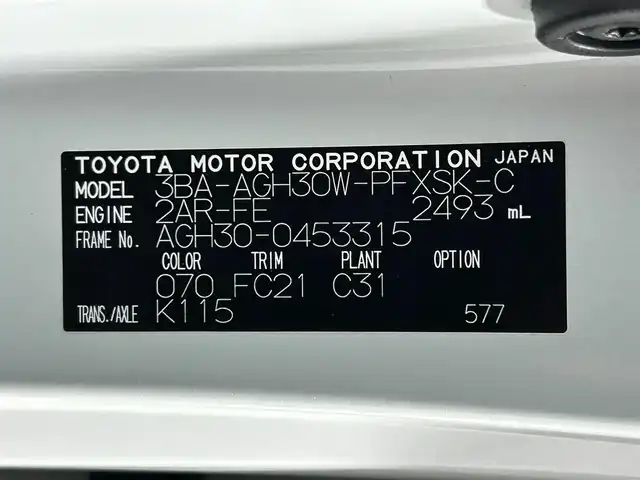 TOYOTA MOTOR CORPORATION JAPAN
MODEL 3BA-AGH30W-PFXSK-C
ENGINE 2AR-FE 2493 mL
FRAME No. AGH30-0453315
COLOR TRIM PLANT OPTION
070 FC21 C31
TRANS./AXLE K115 577